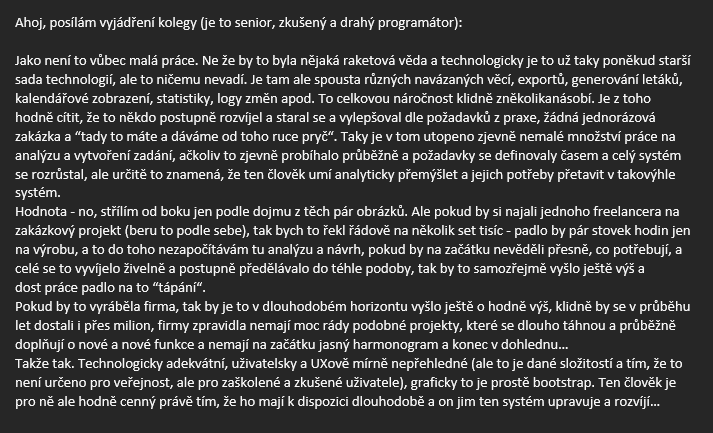 Ahoj, posílám vyjádření kolegy (je to senior, zkušený a drahý programátor):
Jako není to vůbec malá práce. Ne že by to byla nějaká raketová věda a technologicky je to už taky poněkud starší
sada technologií, ale to ničemu nevadí. Je tam ale spousta různých navázaných věcí, exportů, generování letáků,
kalendářové zobrazení, statistiky, logy změn apod. To celkovou náročnost klidně zněkolikanásobí. Je z toho
hodně cítit, že to někdo postupně rozvíjel a staral se a vylepšoval dle požadavků z praxe, žádná jednorázová
zakázka a “tady to máte a dáváme od toho ruce pryč“. Taky je v tom utopeno zjevně nemalé množství práce na
analýzu a vytvoření zadání, ačkoliv to zjevně probíhalo průběžně a požadavky se definovaly časem a celý systém
se rozrůstal, ale určitě to znamená, že ten člověk umí analyticky přemýšlet a jejich potřeby přetavit v takovýhle
systém.
Hodnota - no, střílím od boku jen podle dojmu z těch pár obrázků. Ale pokud by si najali jednoho freelancera na
zakázkový projekt (beru to podle sebe), tak bych to řekl řádově na několik set tisíc - padlo by pár stovek hodin jen
na výrobu, a to do toho nezapočítávám tu analýzu a návrh, pokud by na začátku nevěděli přesně, co potřebují, a
celé se to vyvíjelo živelně a postupně předělávalo do téhle podoby, tak by to samozřejmě vyšlo ještě výš a
dost práce padlo na to “tápání“.
Pokud by to vyráběla firma, tak by je to v dlouhodobém horizontu vyšlo ještě o hodně výš, klidně by se v průběhu
let dostali i přes milion, firmy zpravidla nemají moc rády podobné projekty, které se dlouho táhnou a průběžně
doplňují o nové a nové funkce a nemají na začátku jasný harmonogram a konec v dohledu...
Takže tak. Technologicky adekvátní, uživatelsky a UXově mírně nepřehledné (ale to je dané složitostí a tím, že to
není určeno pro veřejnost, ale pro zaškolené a zkušené uživatele), graficky to je prostě bootstrap. Ten člověk je
pro ně ale hodně cenný právě tím, že ho mají k dispozici dlouhodobě a on jim ten systém upravuje a rozvíjí...